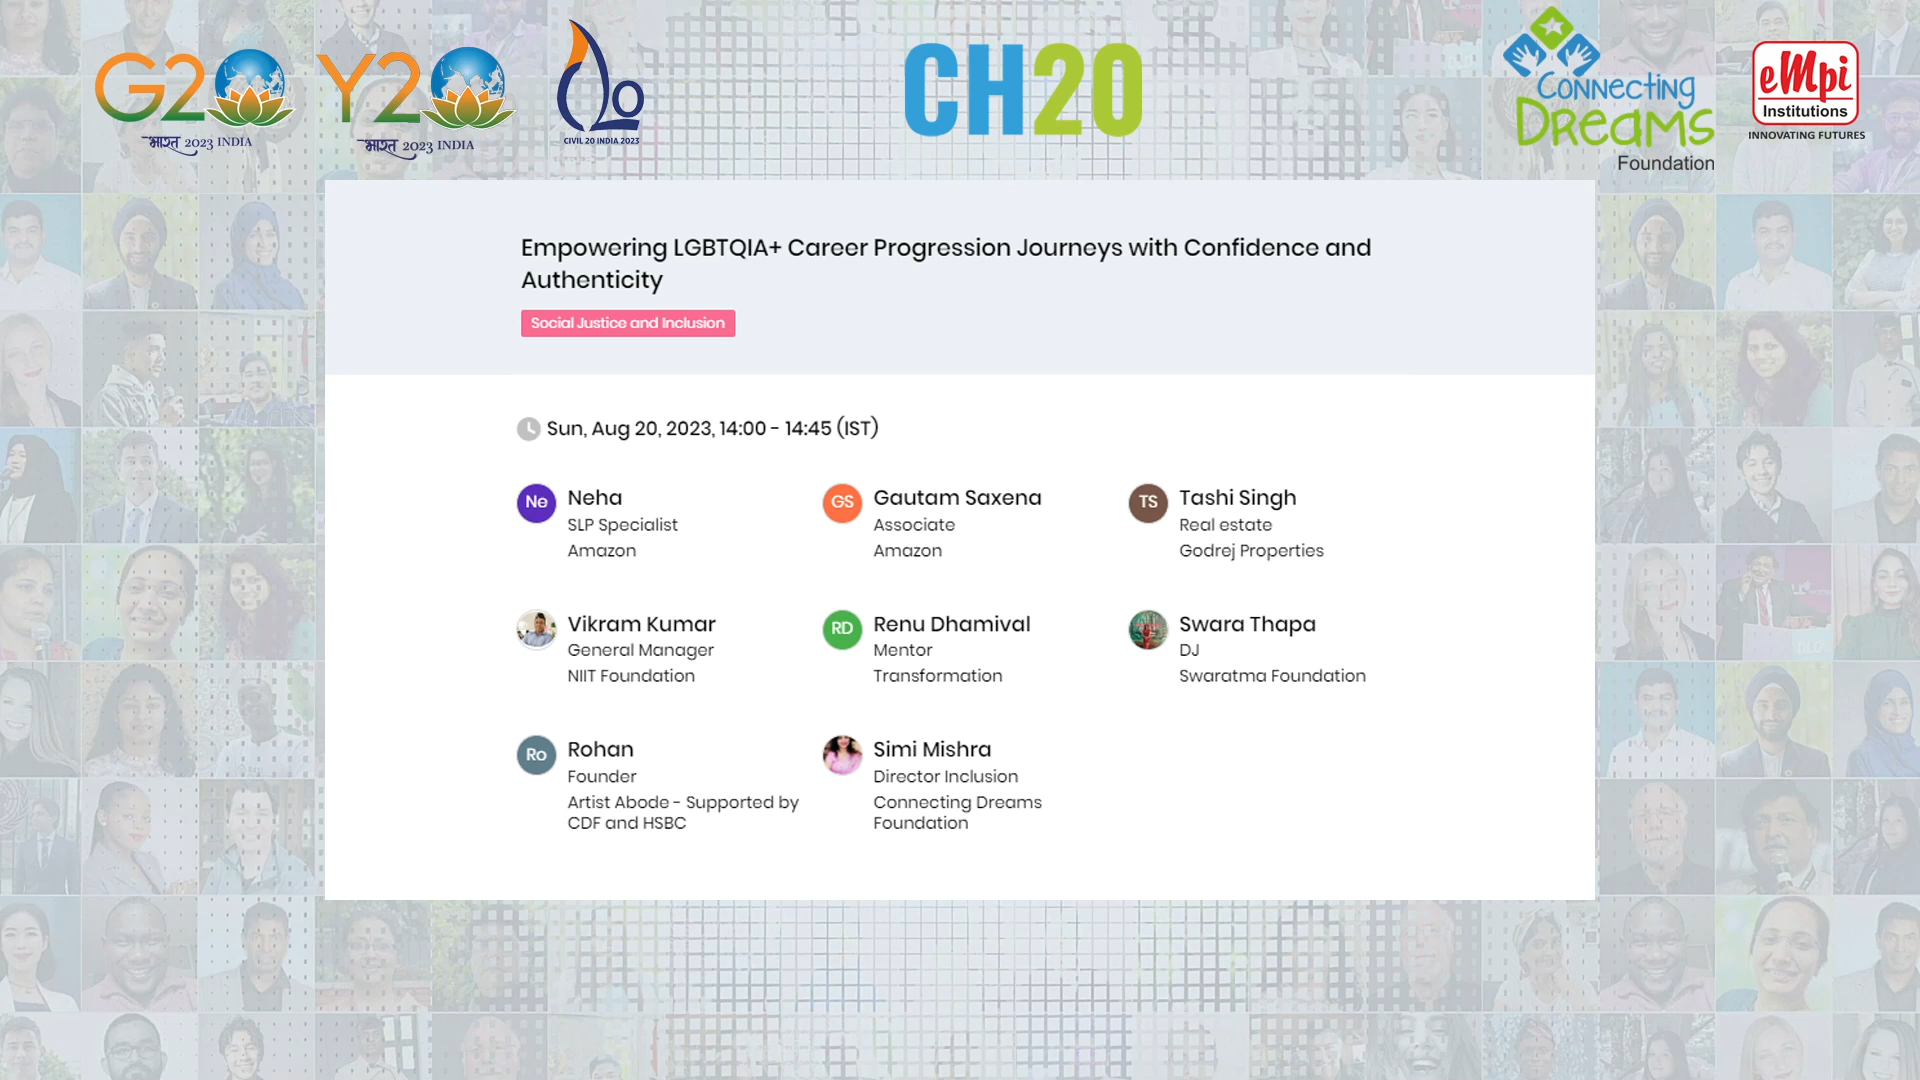 G20
भारत 2023 INDIA
Y20
भारत 2023 INDIA
CIVIL 20 INDIA 2023
CH20
CONNECTING
DREAMS
Foundation
eMpi
Institutions
INNOVATING FUTURES
Empowering LGBTQIA+ Career Progression Journeys with Confidence and
Authenticity
Social Justice and Inclusion
Sun, Aug 20, 2023, 14:00 - 14:45 (IST)
Ne
Neha
SLP Specialist
Amazon
GS
Gautam Saxena
Associate
Amazon
TS
Tashi Singh
Real estate
Godrej Properties
Vikram Kumar
General Manager
NIIT Foundation
RD
Renu Dhamival
Mentor
Transformation
Swara Thapa
DJ
Swaratma Foundation
Ro
Rohan
Founder
Artist Abode - Supported by
CDF and HSBC
Simi Mishra
Director Inclusion
Connecting Dreams
Foundation